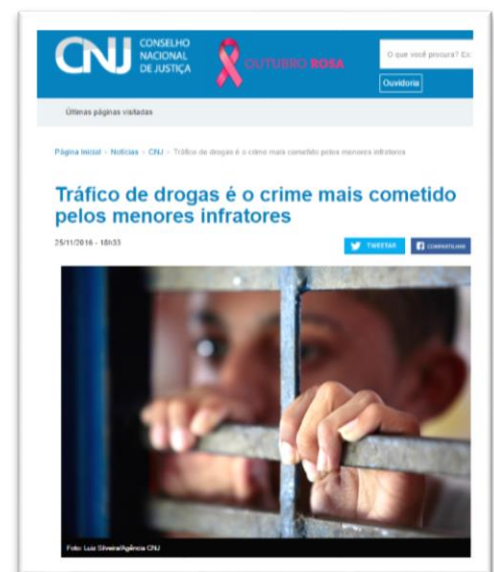 CNJ
CONSELHO
NACIONAL
DE JUSTIÇA
OUTUBRO ROSA
O que você procura? Ex:
Ouvidoria
Últimas páginas visitadas
Página Inicial › Notícias › CNJ › Tráfico de drogas é o crime mais cometido pelos menores infratores
Tráfico de drogas é o crime mais cometido
pelos menores infratores
25/11/2016 - 18h33
TWEETAR
COMPARTILHAR
Foto: Luiz Silveira/Agência CNJ